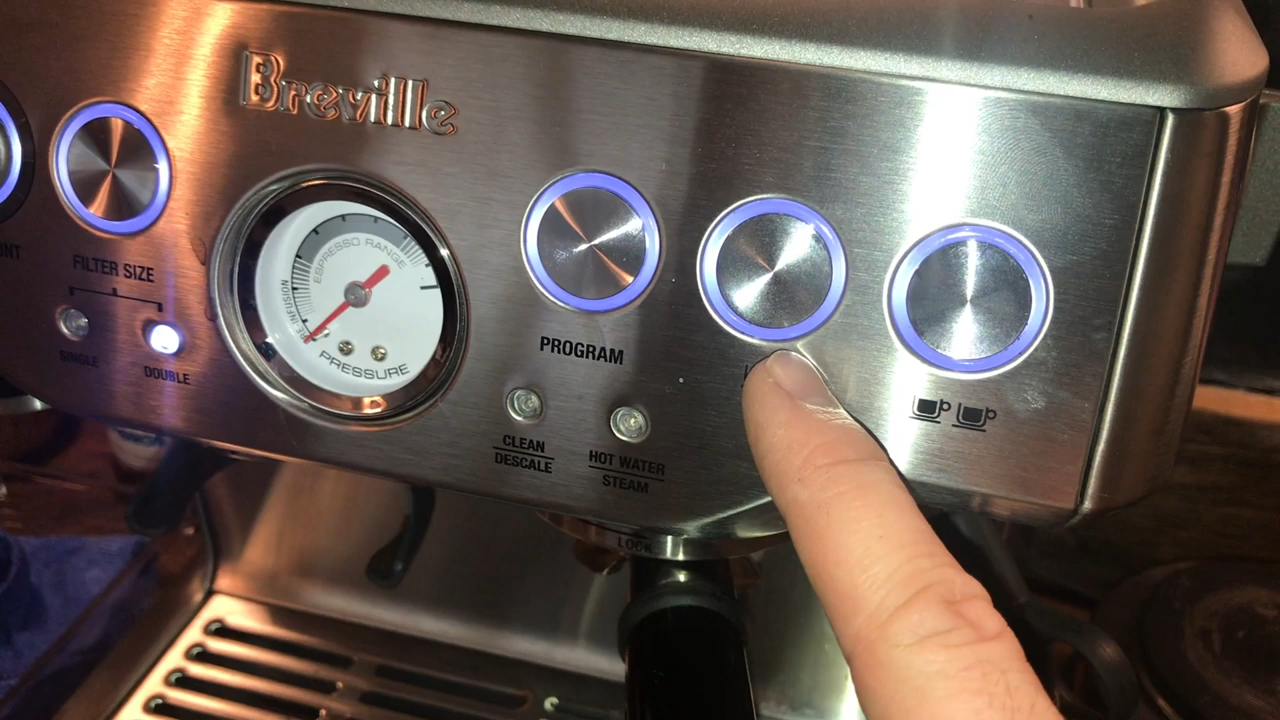 Breville
FILTER SIZE
SINGLE
DOUBLE
ESPRESSO RANGE
PRESSURE
PROGRAM
CLEAN
DESCALE
HOT WATER
STEAM
LOCK